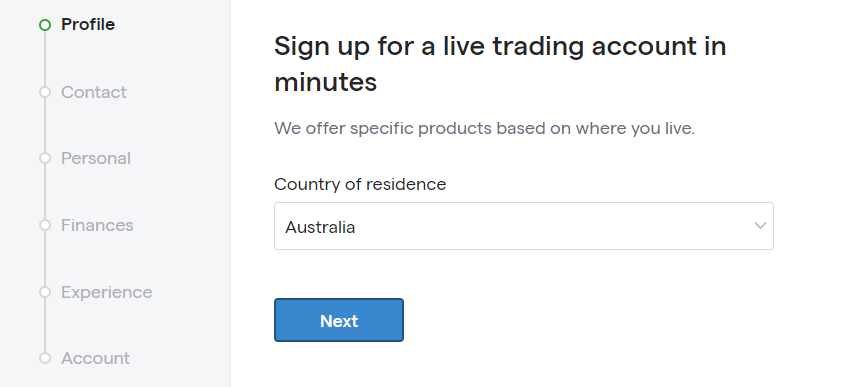 Profile
Contact
Personal
Finances
Experience
Account
Sign up for a live trading account in
minutes
We offer specific products based on where you live.
Country of residence
Australia
Next